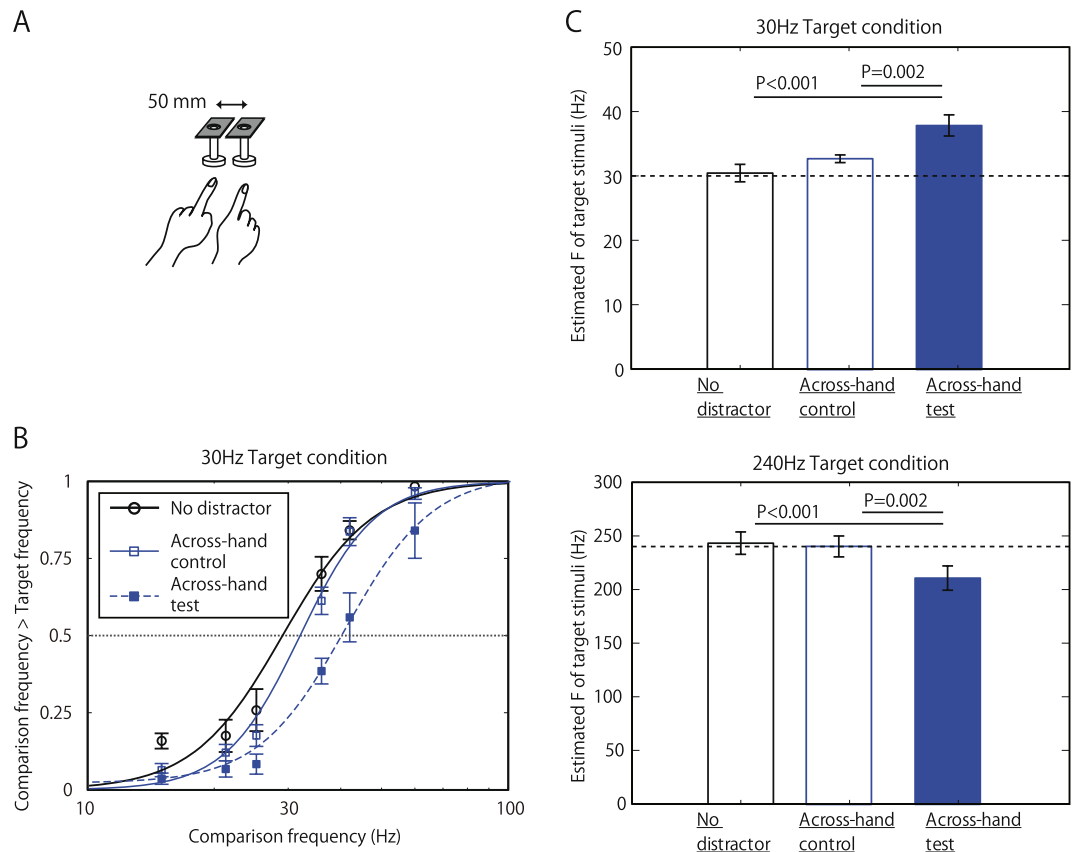 A
50 mm
B
30Hz Target condition
Comparison frequency > Target frequency
1
0.75
0.5
0.25
0
No distractor
Across-hand
control
Across-hand
test
10
30
100
Comparison frequency (Hz)
C
30Hz Target condition
Estimated F of target stimuli (Hz)
50
40
30
20
10
0
P<0.001
P=0.002
No
distractor
Across-hand
control
Across-hand
test
240Hz Target condition
Estimated F of target stimuli (Hz)
300
250
200
150
100
50
0
P<0.001
P=0.002
No
distractor
Across-hand
control
Across-hand
test